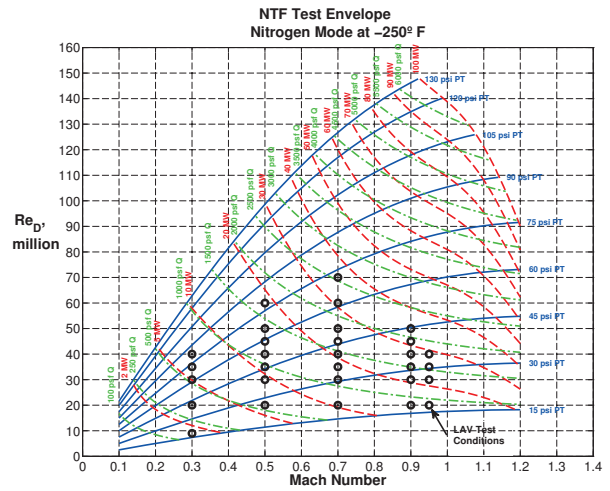 NTF Test Envelope
Nitrogen Mode at –250º F
Re_D,
million
160
150
140
130
120
110
100
90
80
70
60
50
40
30
20
10
0
100 psf Q
250 psf Q
500 psf Q
1000 psf Q
1500 psf Q
2000 psf Q
2500 psf Q
3000 psf Q
3500 psf Q
4000 psf Q
5000 psf Q
6000 psf Q
2 MW
10 MW
20 MW
30 MW
40 MW
50 MW
60 MW
70 MW
80 MW
90 MW
100 MW
130 psi PT
120 psi PT
105 psi PT
90 psi PT
75 psi PT
60 psi PT
45 psi PT
30 psi PT
15 psi PT
LAV Test
Conditions
0 0.1 0.2 0.3 0.4 0.5 0.6 0.7 0.8 0.9 1 1.1 1.2 1.3 1.4
Mach Number